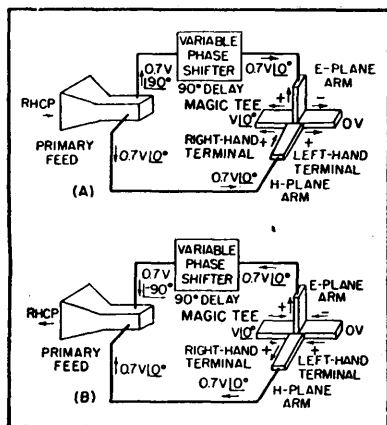 VARIABLE
PHASE
SHIFTER
0.7V
|90°
0.7V|0°
90° DELAY
E-PLANE
ARM
MAGIC TEE
RHCP
V|0°
0V
PRIMARY
FEED
RIGHT-HAND
TERMINAL
LEFT-HAND
TERMINAL
0.7V|0°
0.7V|0°
H-PLANE
ARM
(A)
VARIABLE
PHASE
SHIFTER
0.7V
|-90°
0.7V|0°
90° DELAY
E-PLANE
ARM
MAGIC TEE
RHCP
V|0°
0V
PRIMARY
FEED
RIGHT-HAND
TERMINAL
LEFT-HAND
TERMINAL
0.7V|0°
0.7V|0°
H-PLANE
ARM
(B)